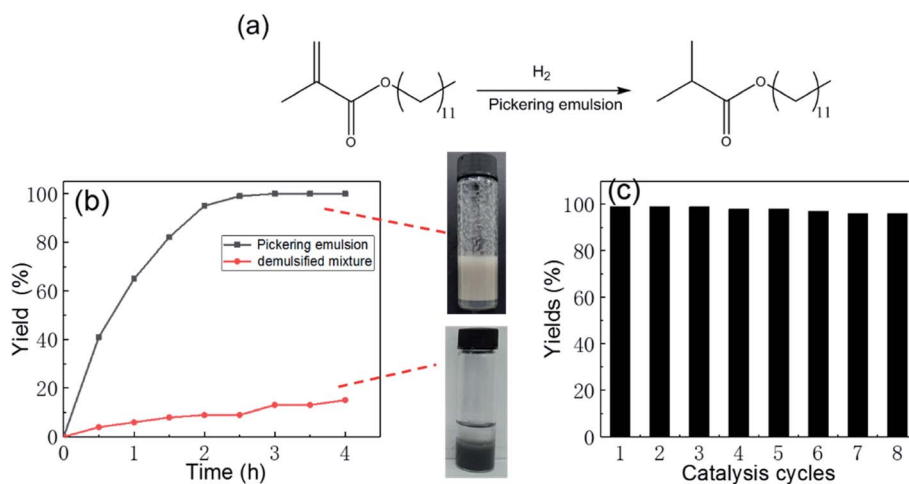 (a)
O
11
O
H2
Pickering emulsion
O
11
O
(b)
Yield (%)
100
80
60
40
20
0
Pickering emulsion
demulsified mixture
0 1 2 3 4
Time (h)
(c)
Yields (%)
100
80
60
40
20
0
1 2 3 4 5 6 7 8
Catalysis cycles